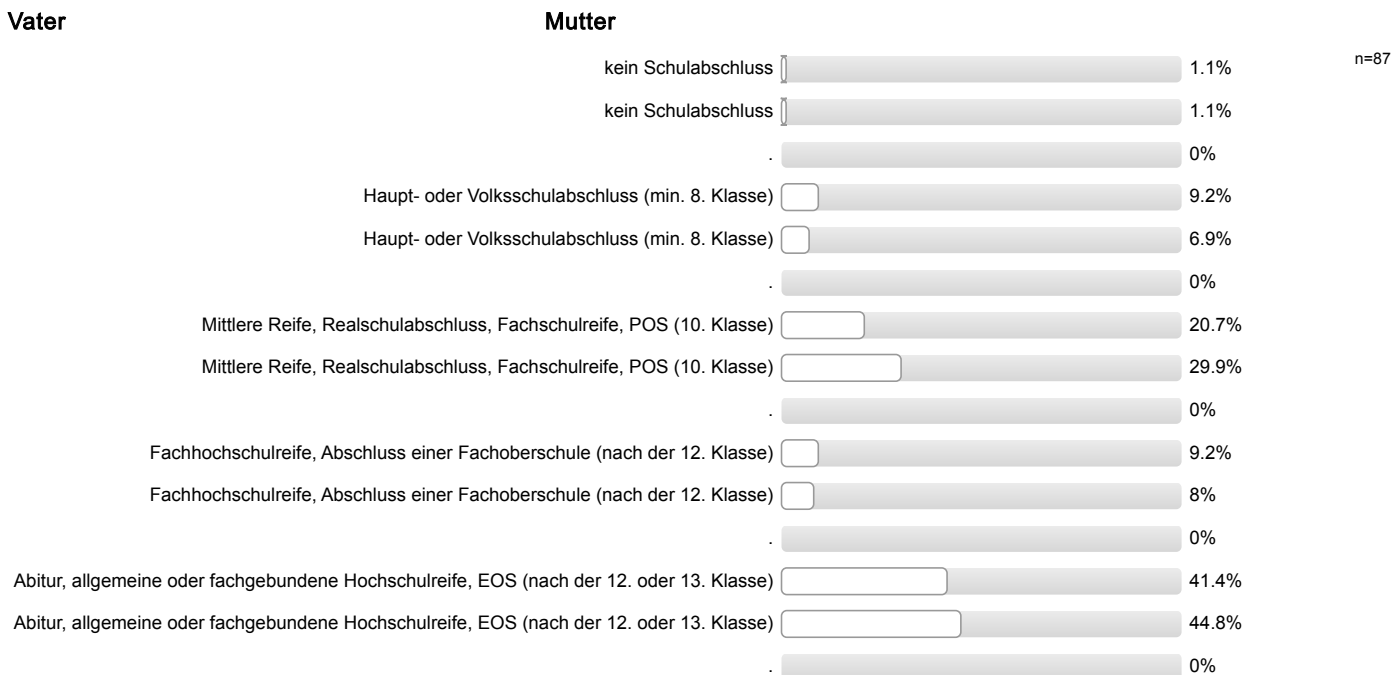 Vater Mutter
kein Schulabschluss 1.1% n=87
kein Schulabschluss 1.1%
. 0%
Haupt- oder Volksschulabschluss (min. 8. Klasse) 9.2%
Haupt- oder Volksschulabschluss (min. 8. Klasse) 6.9%
. 0%
Mittlere Reife, Realschulabschluss, Fachschulreife, POS (10. Klasse) 20.7%
Mittlere Reife, Realschulabschluss, Fachschulreife, POS (10. Klasse) 29.9%
. 0%
Fachhochschulreife, Abschluss einer Fachoberschule (nach der 12. Klasse) 9.2%
Fachhochschulreife, Abschluss einer Fachoberschule (nach der 12. Klasse) 8%
. 0%
Abitur, allgemeine oder fachgebundene Hochschulreife, EOS (nach der 12. oder 13. Klasse) 41.4%
Abitur, allgemeine oder fachgebundene Hochschulreife, EOS (nach der 12. oder 13. Klasse) 44.8%
. 0%